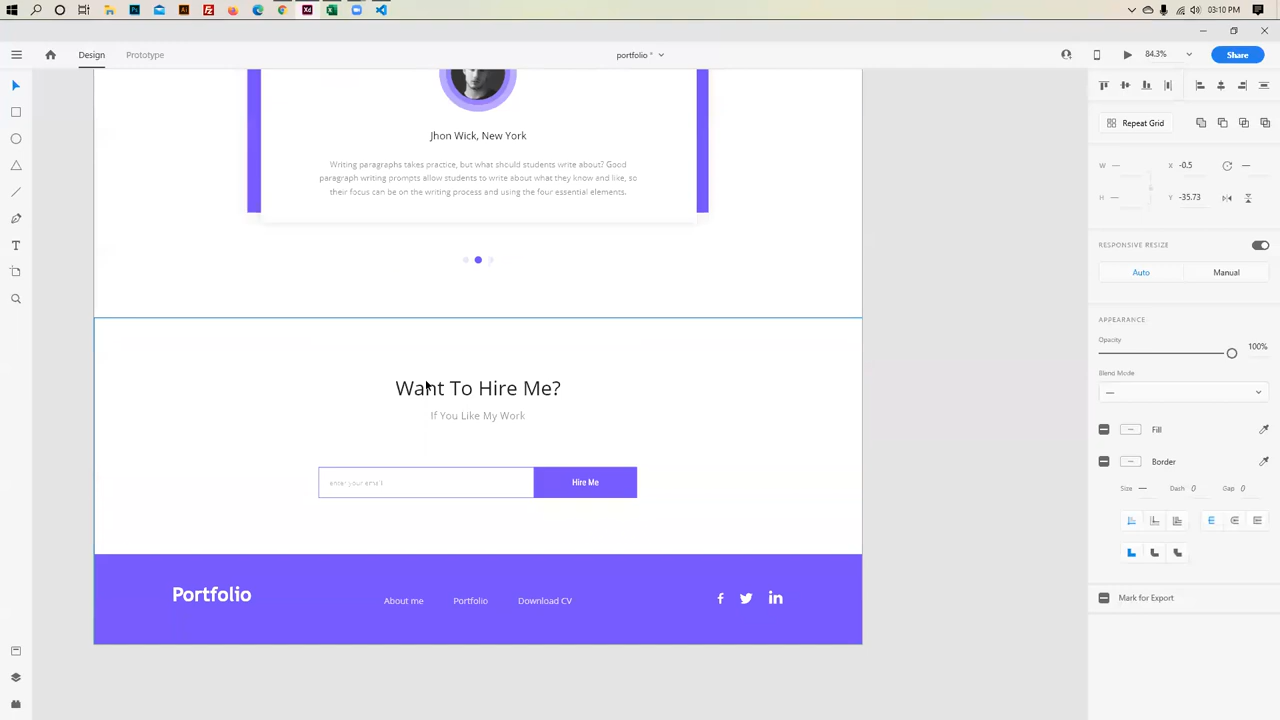 03:10 PM
Design
Prototype
portfolio *
84.3%
Share
Repeat Grid
W
X
-0.5
H
Y
-35.73
RESPONSIVE RESIZE
Auto
Manual
APPEARANCE
Opacity
100%
Blend Mode
Fill
Border
Size
Dash
0
Gap
0
Mark for Export
Jhon Wick, New York
Writing paragraphs takes practice, but what should students write about? Good
paragraph writing prompts allow students to write about what they know and like, so
their focus can be on the writing process and using the four essential elements.
Want To Hire Me?
If You Like My Work
enter your email
Hire Me
Portfolio
About me
Portfolio
Download CV